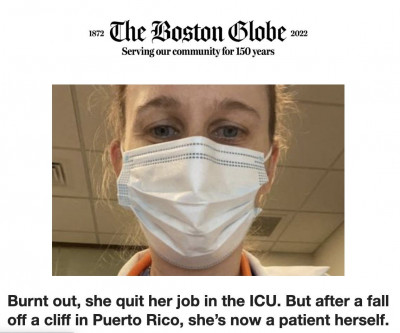 1872 The Boston Globe 2022
Serving our community for 150 years
Burnt out, she quit her job in the ICU. But after a fall
off a cliff in Puerto Rico, she's now a patient herself.